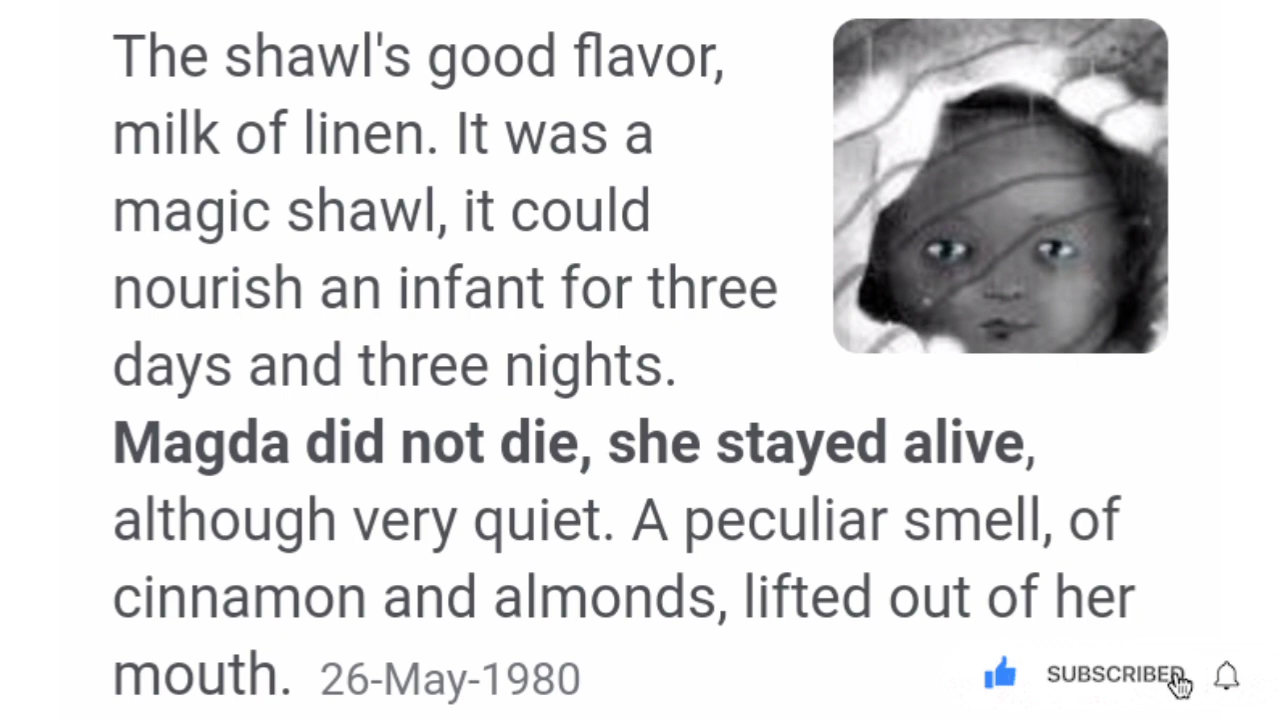 The shawl's good flavor,
milk of linen. It was a
magic shawl, it could
nourish an infant for three
days and three nights.
Magda did not die, she stayed alive,
although very quiet. A peculiar smell, of
cinnamon and almonds, lifted out of her
mouth. 26-May-1980
SUBSCRIBED